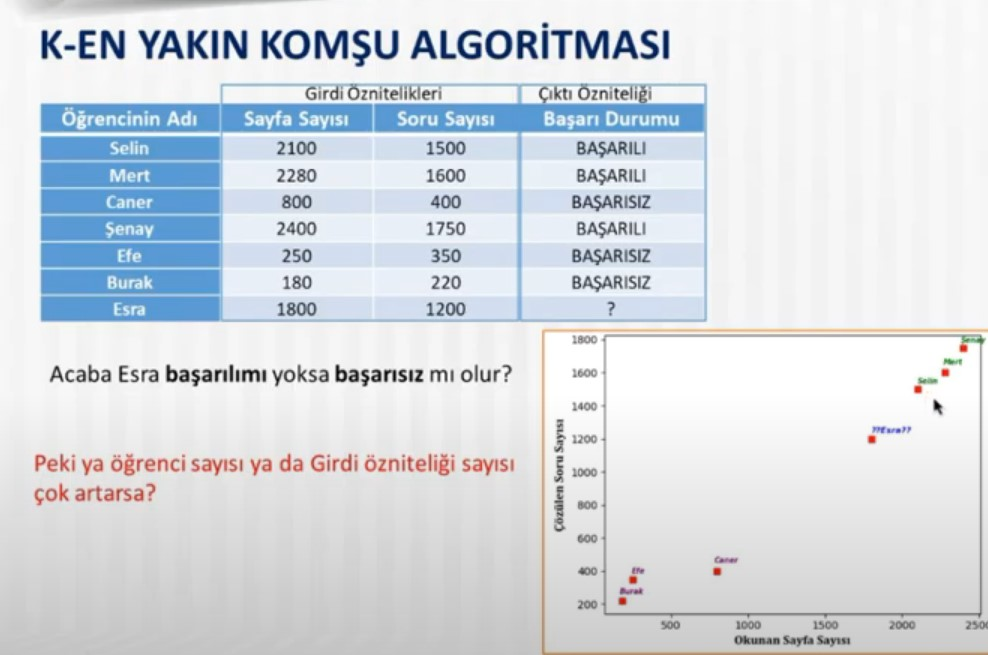 K-EN YAKIN KOMŞU ALGORİTMASI
Girdi Öznitelikleri Çıktı Özniteliği
Öğrencinin Adı Sayfa Sayısı Soru Sayısı Başarı Durumu
Selin 2100 1500 BAŞARILI
Mert 2280 1600 BAŞARILI
Caner 800 400 BAŞARISIZ
Şenay 2400 1750 BAŞARILI
Efe 250 350 BAŞARISIZ
Burak 180 220 BAŞARISIZ
Esra 1800 1200 ?
Acaba Esra başarılımı yoksa başarısız mı olur?
Peki ya öğrenci sayısı ya da Girdi özniteliği sayısı
çok artarsa?
Çözülen Soru Sayısı
1800
1600
1400
1200
1000
800
600
400
200
Şenay
Mert
Selin
??Esra??
Caner
Efe
Burak
500 1000 1500 2000 2500
Okunan Sayfa Sayısı